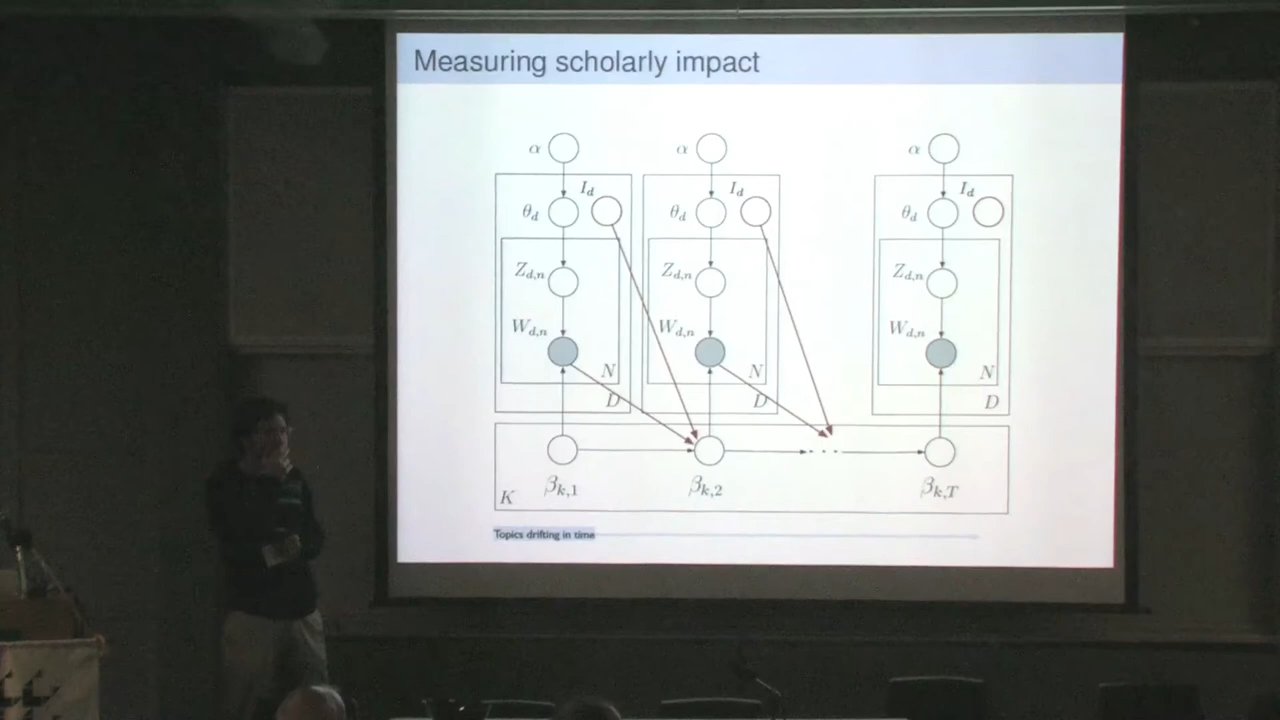 Measuring scholarly impact
α α α
I_d I_d I_d
θ_d θ_d θ_d
Z_{d,n} Z_{d,n} Z_{d,n}
W_{d,n} W_{d,n} W_{d,n}
N N N
D D D
K β_{k,1} β_{k,2} . . . β_{k,T}
Topics drifting in time